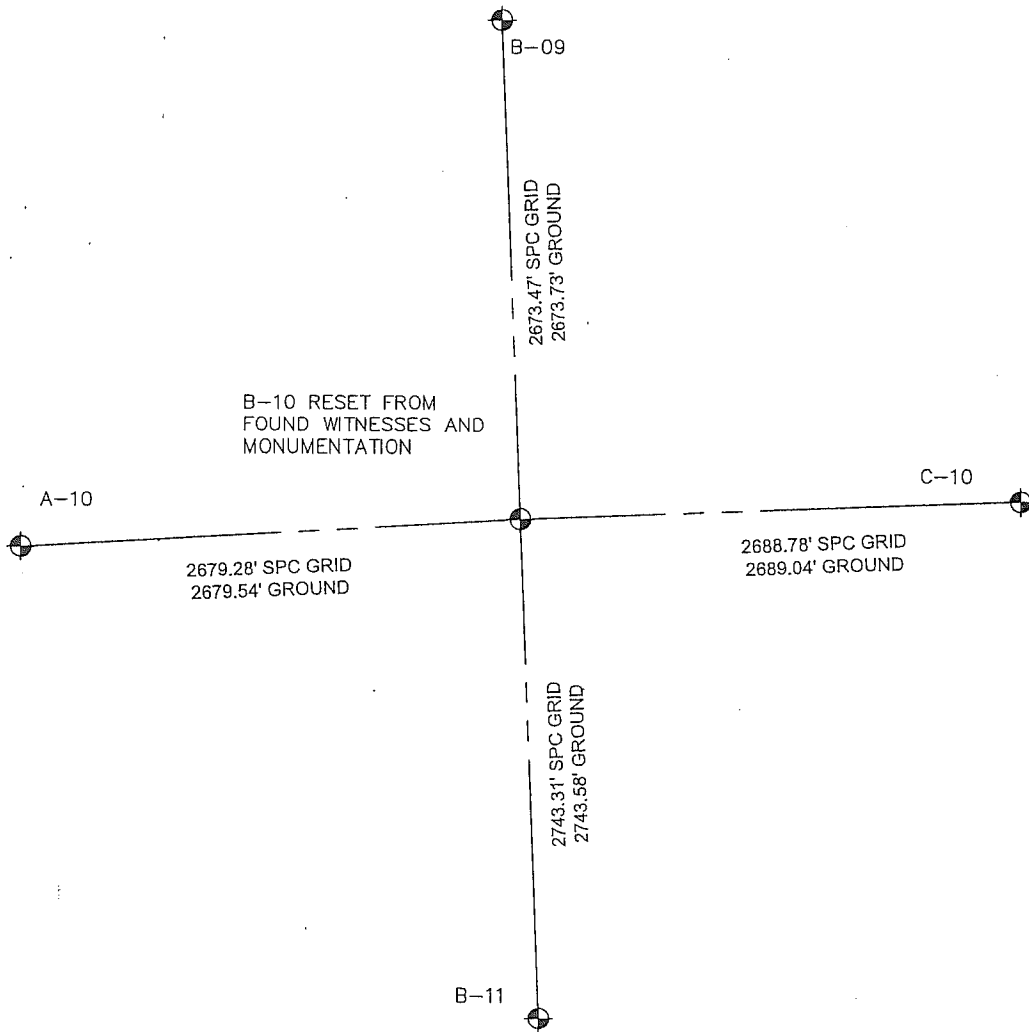 B-09
2673.47' SPC GRID
2673.73' GROUND
B-10 RESET FROM
FOUND WITNESSES AND
MONUMENTATION
A-10
C-10
2679.28' SPC GRID
2679.54' GROUND
2688.78' SPC GRID
2689.04' GROUND
2743.31' SPC GRID
2743.58' GROUND
B-11